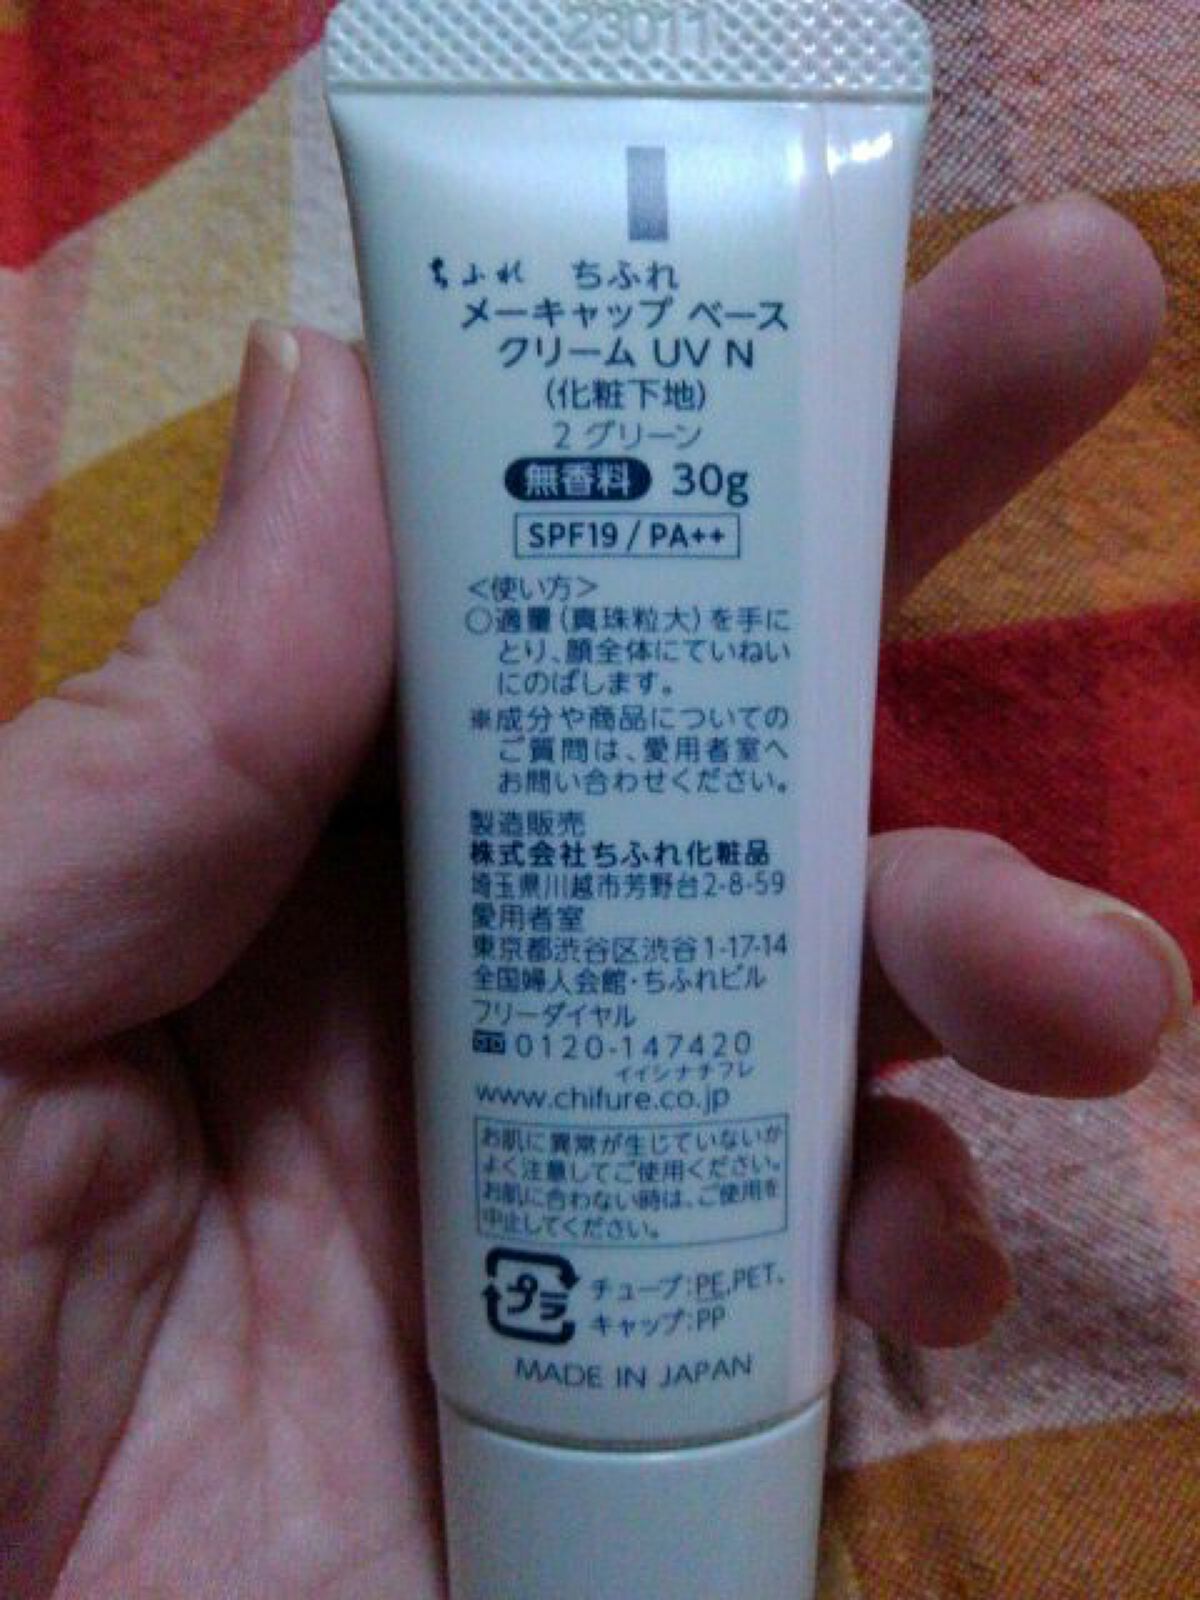 23011
ちふれ ちふれ
メーキャップ ベース
クリーム UV N
(化粧下地)
2 グリーン
無香料 30g
SPF19 / PA++
<使い方>
○適量(真珠粒大)を手に
とり、顔全体にていねい
にのばします。
※成分や商品についての
ご質問は、愛用者室へ
お問い合わせください。
製造販売
株式会社ちふれ化粧品
埼玉県川越市芳野台2-8-59
愛用者室
東京都渋谷区渋谷1-17-14
全国婦人会館・ちふれビル
フリーダイヤル
0120-147420
イイシナチフレ
www.chifure.co.jp
お肌に異常が生じていないか
よく注意してご使用ください。
お肌に合わない時は、ご使用を
中止してください。
プラ チューブ:PE,PET、
キャップ:PP
MADE IN JAPAN